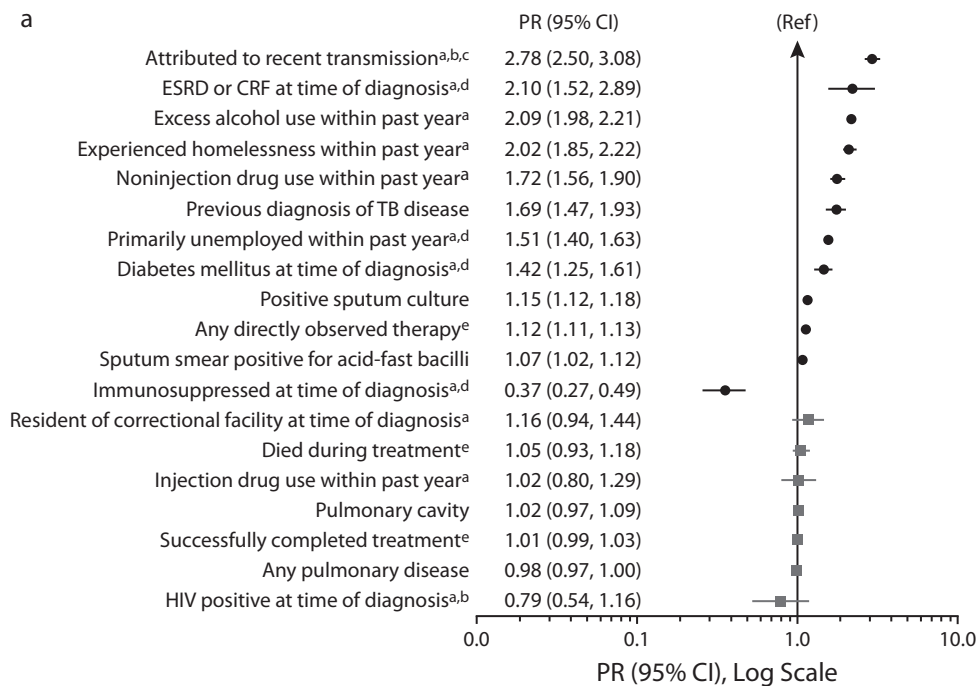 a
PR (95% CI) (Ref)
Attributed to recent transmissionᵃ,ᵇ,ᶜ 2.78 (2.50, 3.08)
ESRD or CRF at time of diagnosisᵃ,ᵈ 2.10 (1.52, 2.89)
Excess alcohol use within past yearᵃ 2.09 (1.98, 2.21)
Experienced homelessness within past yearᵃ 2.02 (1.85, 2.22)
Noninjection drug use within past yearᵃ 1.72 (1.56, 1.90)
Previous diagnosis of TB disease 1.69 (1.47, 1.93)
Primarily unemployed within past yearᵃ,ᵈ 1.51 (1.40, 1.63)
Diabetes mellitus at time of diagnosisᵃ,ᵈ 1.42 (1.25, 1.61)
Positive sputum culture 1.15 (1.12, 1.18)
Any directly observed therapyᵉ 1.12 (1.11, 1.13)
Sputum smear positive for acid-fast bacilli 1.07 (1.02, 1.12)
Immunosuppressed at time of diagnosisᵃ,ᵈ 0.37 (0.27, 0.49)
Resident of correctional facility at time of diagnosisᵃ 1.16 (0.94, 1.44)
Died during treatmentᵉ 1.05 (0.93, 1.18)
Injection drug use within past yearᵃ 1.02 (0.80, 1.29)
Pulmonary cavity 1.02 (0.97, 1.09)
Successfully completed treatmentᵉ 1.01 (0.99, 1.03)
Any pulmonary disease 0.98 (0.97, 1.00)
HIV positive at time of diagnosisᵃ,ᵇ 0.79 (0.54, 1.16)
0.0 0.1 1.0 10.0
PR (95% CI), Log Scale